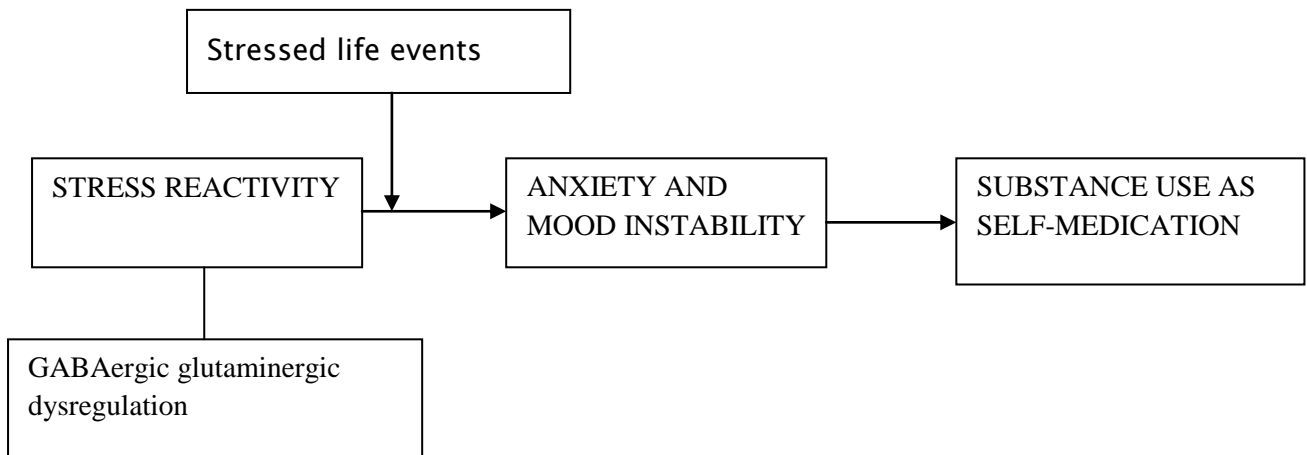 Stressed life events
STRESS REACTIVITY
ANXIETY AND
MOOD INSTABILITY
SUBSTANCE USE AS
SELF-MEDICATION
GABAergic glutaminergic
dysregulation